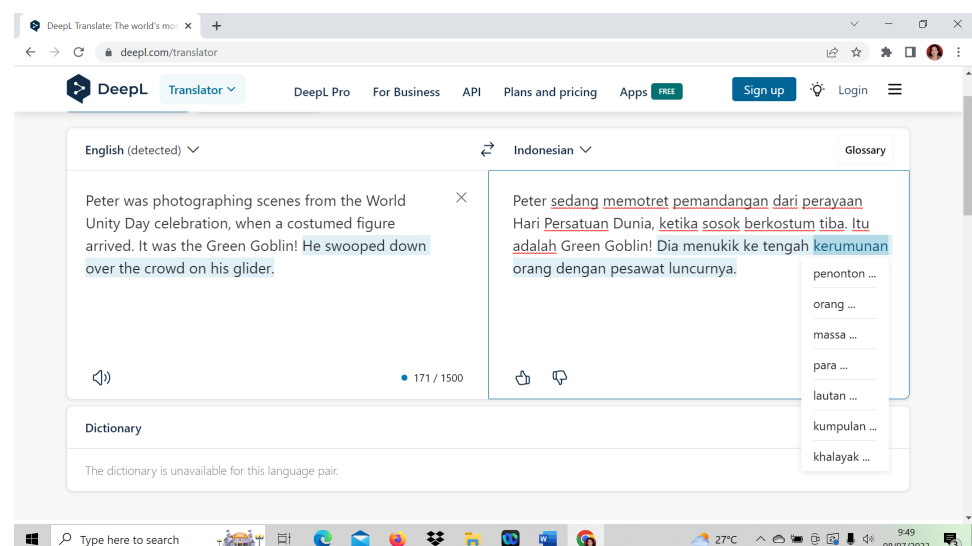 DeepL Translate: The world's mos
deepl.com/translator
DeepL Translator DeepL Pro For Business API Plans and pricing Apps FREE Sign up Login
English (detected) Indonesian Glossary
Peter was photographing scenes from the World
Unity Day celebration, when a costumed figure
arrived. It was the Green Goblin! He swooped down
over the crowd on his glider.
171 / 1500
Peter sedang memotret pemandangan dari perayaan
Hari Persatuan Dunia, ketika sosok berkostum tiba. Itu
adalah Green Goblin! Dia menukik ke tengah kerumunan
orang dengan pesawat luncurnya.
penonton ...
orang ...
massa ...
para ...
lautan ...
kumpulan ...
khalayak ...
Dictionary
The dictionary is unavailable for this language pair.
Type here to search 27°C 9:49
08/07/2022